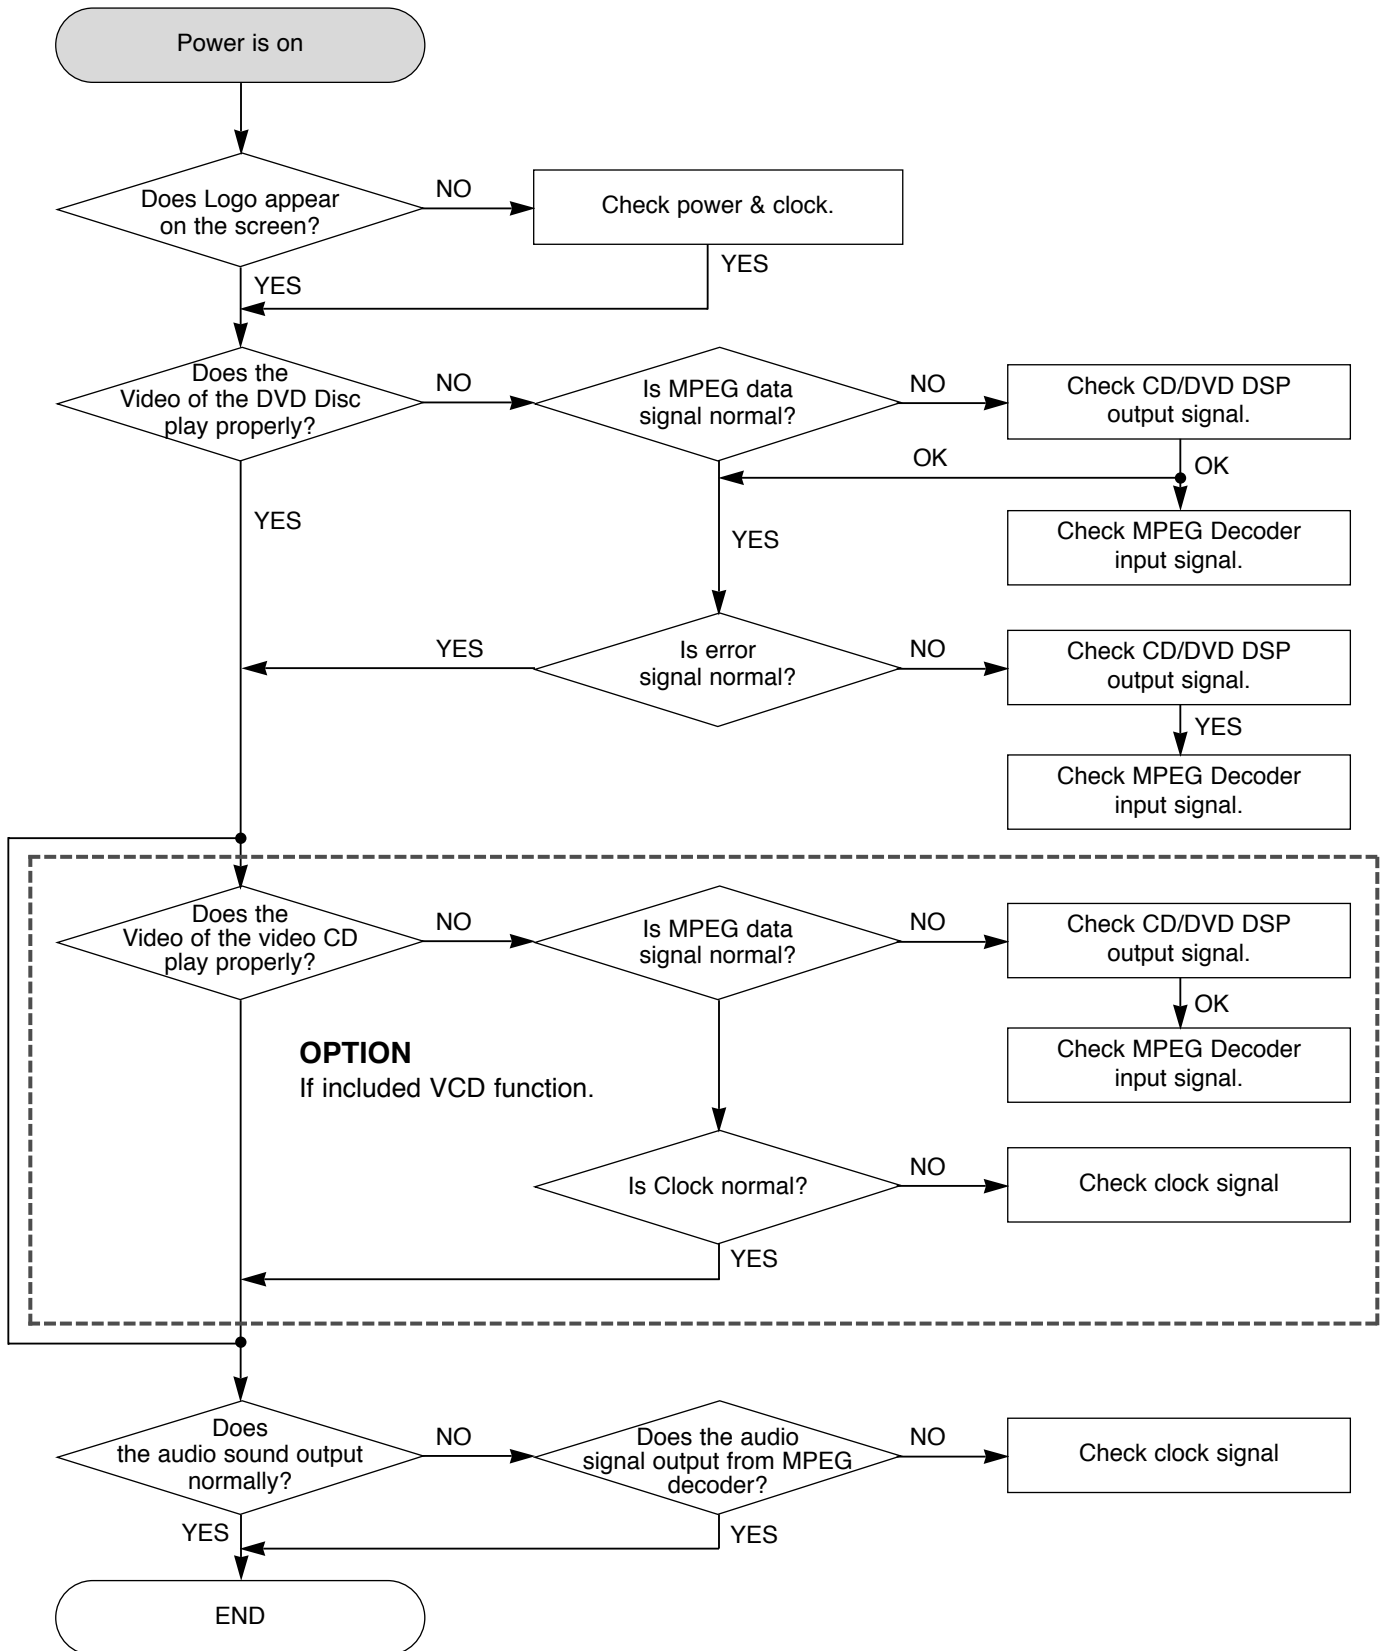 Power is on
Does Logo appear
on the screen?
NO
Check power & clock.
YES
YES
Does the
Video of the DVD Disc
play properly?
NO
Is MPEG data
signal normal?
NO
Check CD/DVD DSP
output signal.
OK
OK
YES
YES
Check MPEG Decoder
input signal.
YES
Is error
signal normal?
NO
Check CD/DVD DSP
output signal.
YES
Check MPEG Decoder
input signal.
Does the
Video of the video CD
play properly?
NO
Is MPEG data
signal normal?
NO
Check CD/DVD DSP
output signal.
OK
OPTION
If included VCD function.
Check MPEG Decoder
input signal.
Is Clock normal?
NO
Check clock signal
YES
Does
the audio sound output
normally?
NO
Does the audio
signal output from MPEG
decoder?
NO
Check clock signal
YES
YES
END